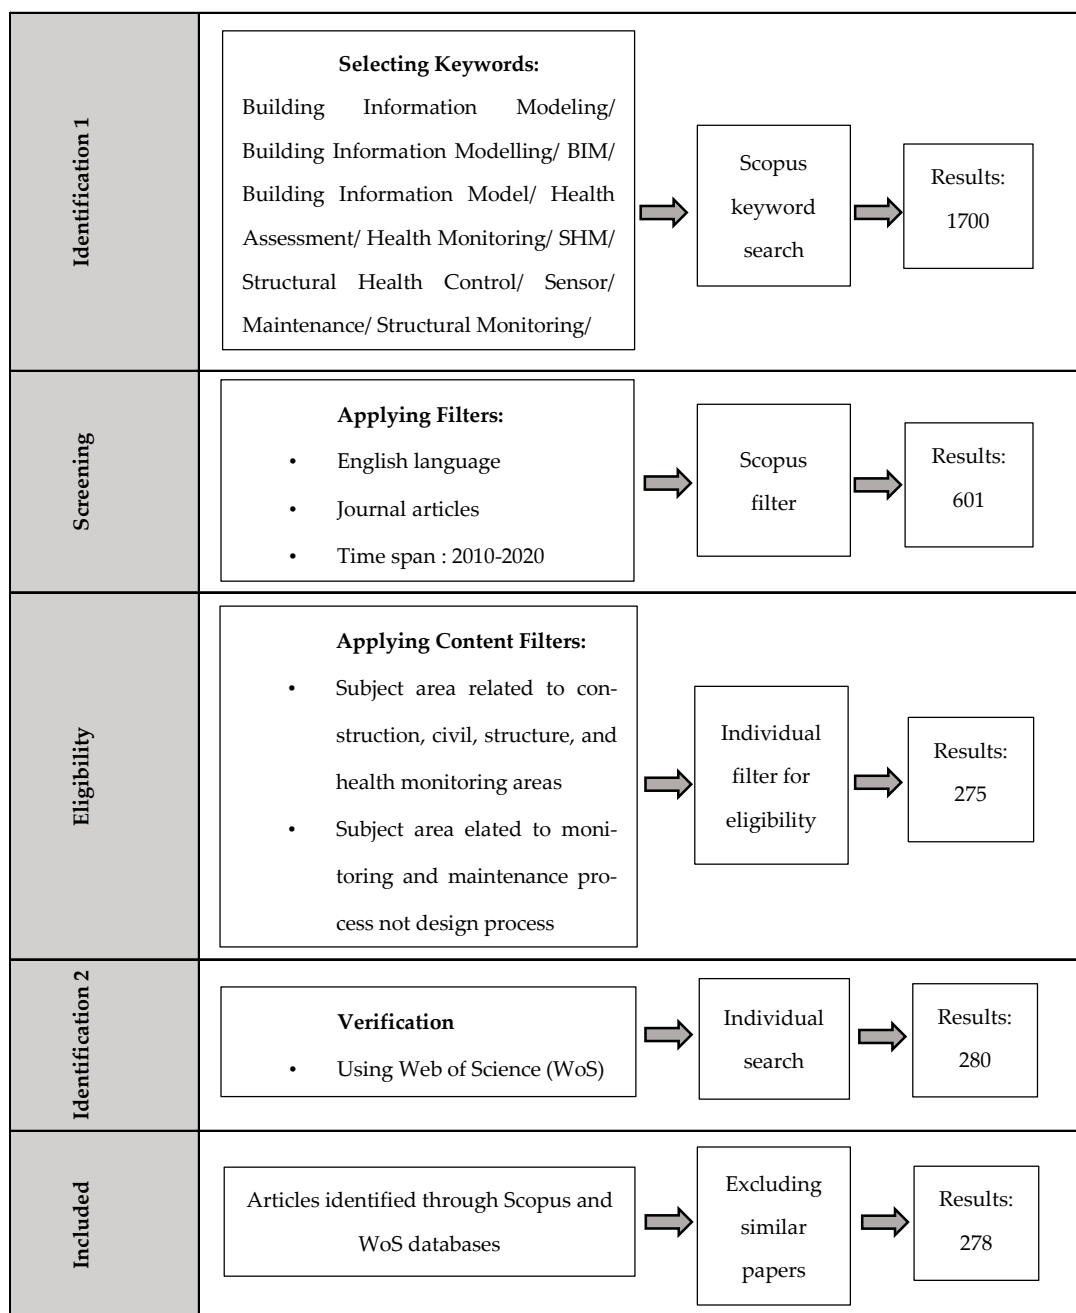 Identification 1
Selecting Keywords:
Building Information Modeling/
Building Information Modelling/ BIM/
Building Information Model/ Health
Assessment/ Health Monitoring/ SHM/
Structural Health Control/ Sensor/
Maintenance/ Structural Monitoring/
Scopus
keyword
search
Results:
1700
Screening
Applying Filters:
• English language
• Journal articles
• Time span : 2010-2020
Scopus
filter
Results:
601
Eligibility
Applying Content Filters:
• Subject area related to con-
struction, civil, structure, and
health monitoring areas
• Subject area elated to moni-
toring and maintenance pro-
cess not design process
Individual
filter for
eligibility
Results:
275
Identification 2
Verification
• Using Web of Science (WoS)
Individual
search
Results:
280
Included
Articles identified through Scopus and
WoS databases
Excluding
similar
papers
Results:
278